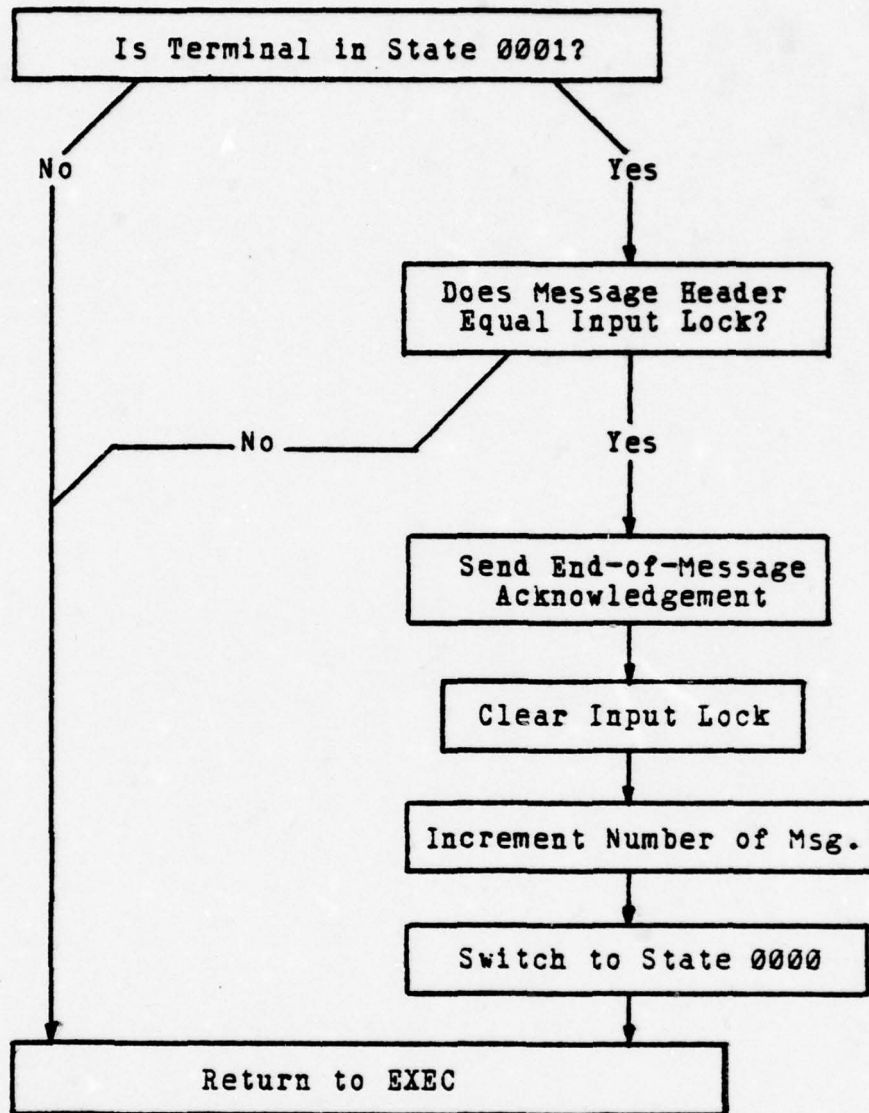 Is Terminal in State 0001?
No
Yes
Does Message Header
Equal Input Lock?
No
Yes
Send End-of-Message
Acknowledgement
Clear Input Lock
Increment Number of Msg.
Switch to State 0000
Return to EXEC